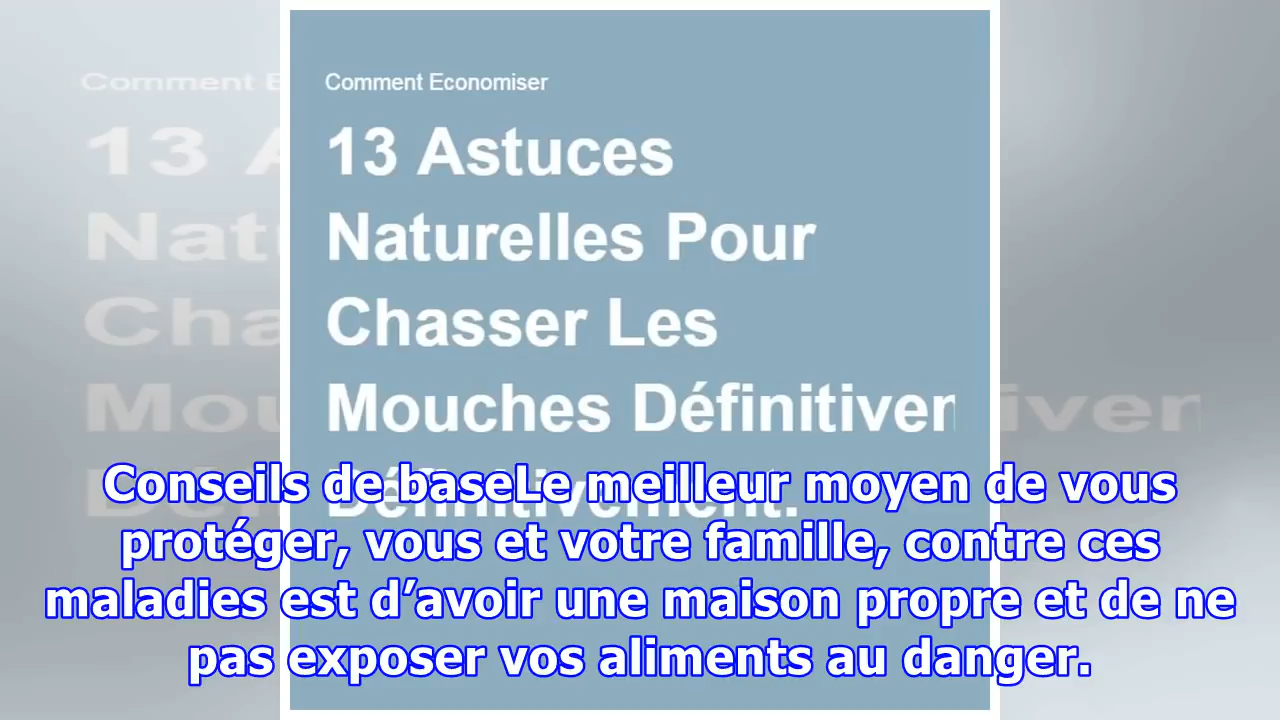 Comment Economiser
13 Astuces
Naturelles Pour
Chasser Les
Mouches Définitiver
Définitivement.
Conseils de baseLe meilleur moyen de vous
protéger, vous et votre famille, contre ces
maladies est d’avoir une maison propre et de ne
pas exposer vos aliments au danger.